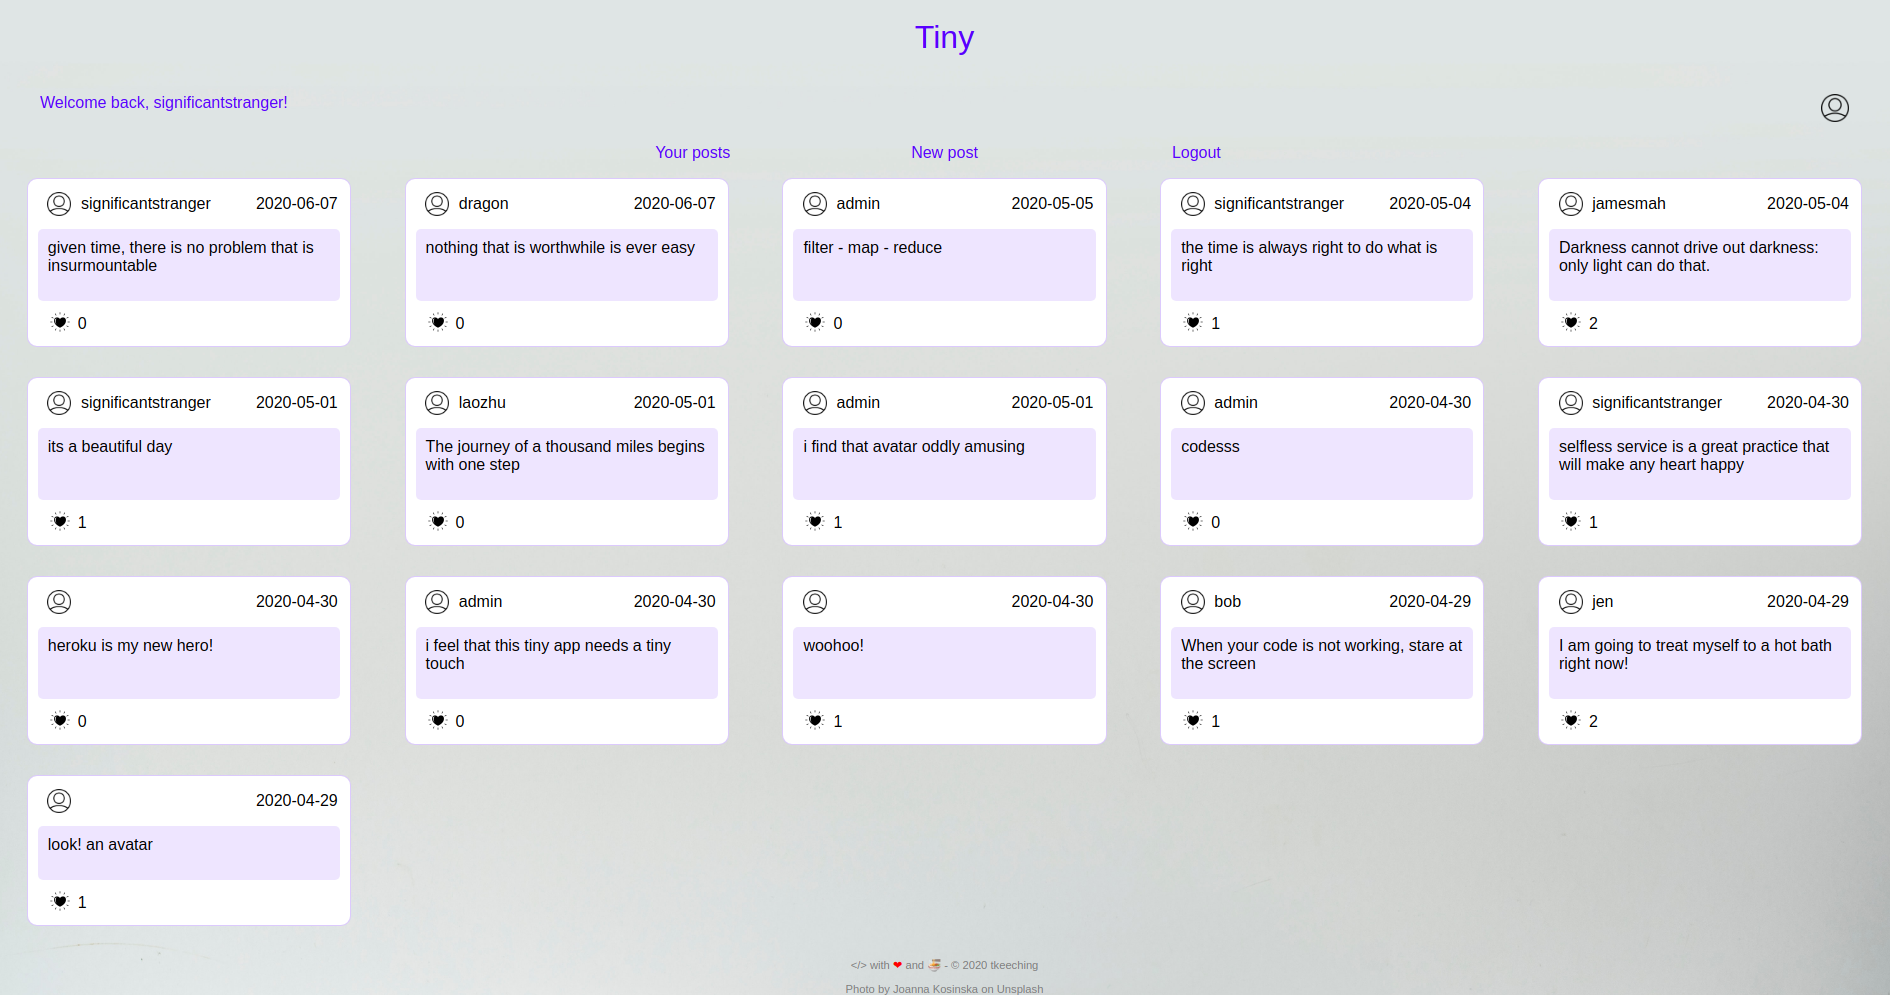 Tiny
Welcome back, significantstranger!
Your posts New post Logout
significantstranger 2020-06-07
given time, there is no problem that is
insurmountable
0
dragon 2020-06-07
nothing that is worthwhile is ever easy
0
admin 2020-05-05
filter - map - reduce
0
significantstranger 2020-05-04
the time is always right to do what is
right
1
jamesmah 2020-05-04
Darkness cannot drive out darkness:
only light can do that.
2
significantstranger 2020-05-01
its a beautiful day
1
laozhu 2020-05-01
The journey of a thousand miles begins
with one step
0
admin 2020-05-01
i find that avatar oddly amusing
1
admin 2020-04-30
codesss
0
significantstranger 2020-04-30
selfless service is a great practice that
will make any heart happy
1
2020-04-30
heroku is my new hero!
0
admin 2020-04-30
i feel that this tiny app needs a tiny
touch
0
2020-04-30
woohoo!
1
bob 2020-04-29
When your code is not working, stare at
the screen
1
jen 2020-04-29
I am going to treat myself to a hot bath
right now!
2
2020-04-29
look! an avatar
1
</> with ❤ and 🍜 - © 2020 tkeeching
Photo by Joanna Kosinska on Unsplash